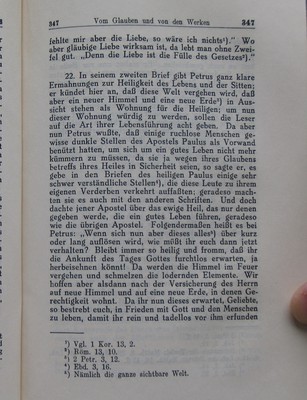 347 Vom Glauben und von den Werken 347
fehlte mir aber die Liebe, so wäre ich nichts¹)."' Wo
aber gläubige Liebe wirksam ist, da lebt man ohne Zwei-
fel gut. „Denn die Liebe ist die Fülle des Gesetzes²)."
22. In seinem zweiten Brief gibt Petrus ganz klare
Ermahnungen zur Heiligkeit des Lebens und der Sitten;
er kündet hier an, daß diese Welt vergehen wird, daß
aber ein neuer Himmel und eine neue Erde³) in Aus-
sicht stehen als Wohnung für die Heiligen; um nun
dieser Wohnung würdig zu werden, sollen die Leser
auf die Art ihrer Lebensführung acht geben. Da aber
nun Petrus wußte, daß einige ruchlose Menschen ge-
wisse dunkle Stellen des Apostels Paulus als Vorwand
benützt hatten, um sich um ein gutes Leben nicht mehr
kümmern zu müssen, da sie ja wegen ihres Glaubens
betreffs ihres Heiles in Sicherheit seien, so sagte er, es
gebe in den Briefen des heiligen Paulus einige sehr
schwer verständliche Stellen⁴), die diese Leute zu ihrem
eigenen Verderben verkehrt auffaßten; geradeso mach-
ten sie es auch mit den anderen Schriften. Und doch
dachte jener Apostel über das ewige Heil, das nur denen
gegeben werde, die ein gutes Leben führen, geradeso
wie die übrigen Apostel. Folgendermaßen heißt es bei
Petrus: „Wenn sich nun aber dieses alles⁵) über kurz
oder lang auflösen wird, wie müßt ihr euch dann jetzt
verhalten? Bleibt immer so heilig und fromm, daß ihr
die Ankunft des Tages Gottes furchtlos erwarten, ja
herbeisehnen könnt! Da werden die Himmel im Feuer
vergehen und schmelzen die lodernden Elemente. Wir
hoffen aber alsdann nach der Versicherung des Herrn
auf neue Himmel und auf eine neue Erde, in denen Ge-
rechtigkeit wohnt. Da ihr nun dieses erwartet, Geliebte,
so bestrebt euch, in Frieden mit Gott und den Menschen
zu leben, damit ihr rein und tadellos vor ihm erfunden
¹) Vgl. 1 Kor. 13, 2.
²) Röm. 13, 10.
³) 2 Petr. 3, 12.
⁴) Ebd. 3, 16.
⁵) Nämlich die ganze sichtbare Welt.